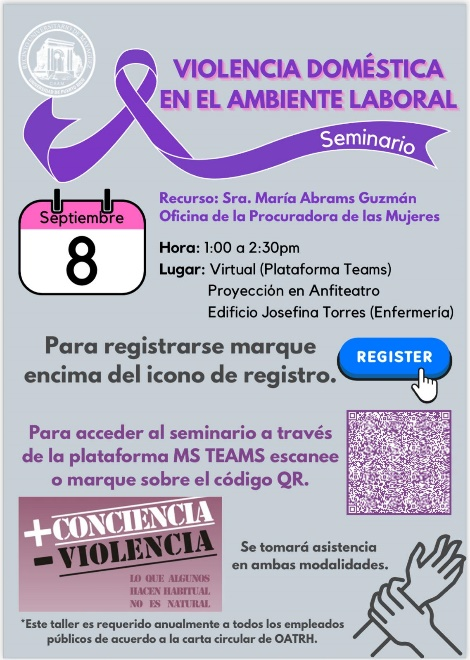 VIOLENCIA DOMÉSTICA
EN EL AMBIENTE LABORAL
Seminario
Septiembre
8
Recurso: Sra. María Abrams Guzmán
Oficina de la Procuradora de las Mujeres
Hora: 1:00 a 2:30pm
Lugar: Virtual (Plataforma Teams)
Proyección en Anfiteatro
Edificio Josefina Torres (Enfermería)
Para registrarse marque
encima del icono de registro.
REGISTER
Para acceder al seminario a través
de la plataforma MS TEAMS escanee
o marque sobre el código QR.
+CONCIENCIA
-VIOLENCIA
LO QUE ALGUNOS
HACEN HABITUAL
NO ES NATURAL
Se tomará asistencia
en ambas modalidades.
*Este taller es requerido anualmente a todos los empleados
públicos de acuerdo a la carta circular de OATRH.